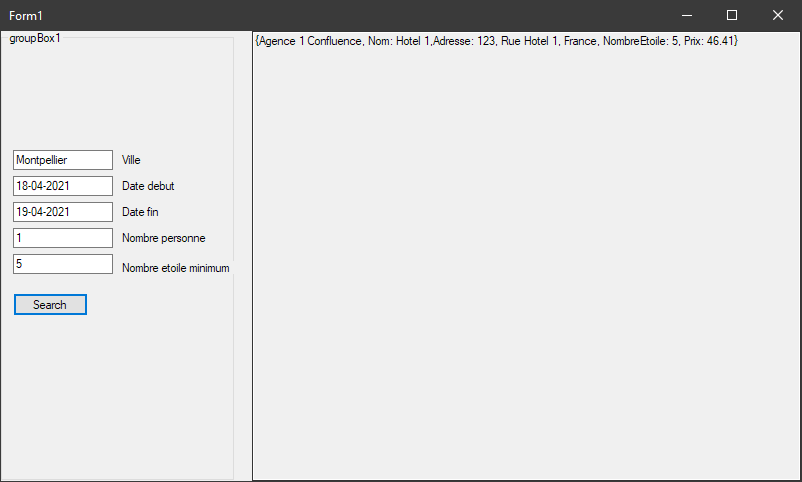 Form1
groupBox1
{Agence 1 Confluence, Nom: Hotel 1,Adresse: 123, Rue Hotel 1, France, NombreEtoile: 5, Prix: 46.41}
Montpellier Ville
18-04-2021 Date debut
19-04-2021 Date fin
1 Nombre personne
5 Nombre etoile minimum
Search